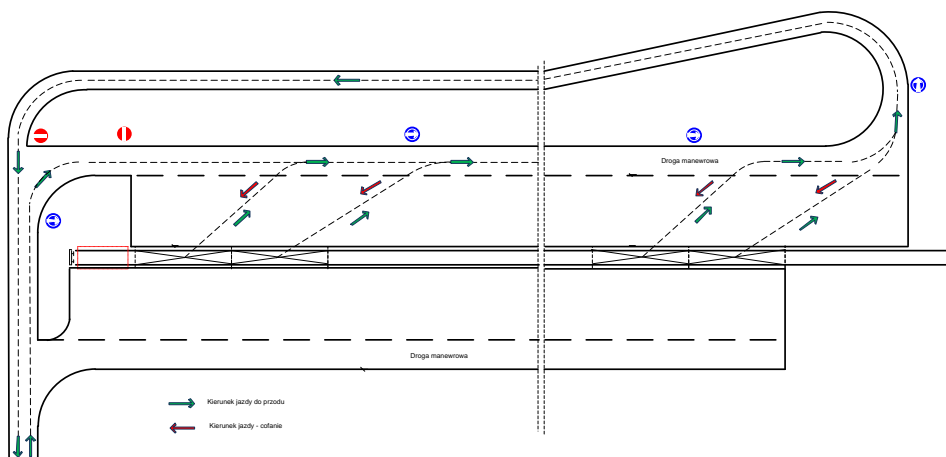 Droga manewrowa
Droga manewrowa
Kierunek jazdy do przodu
Kierunek jazdy - cofanie